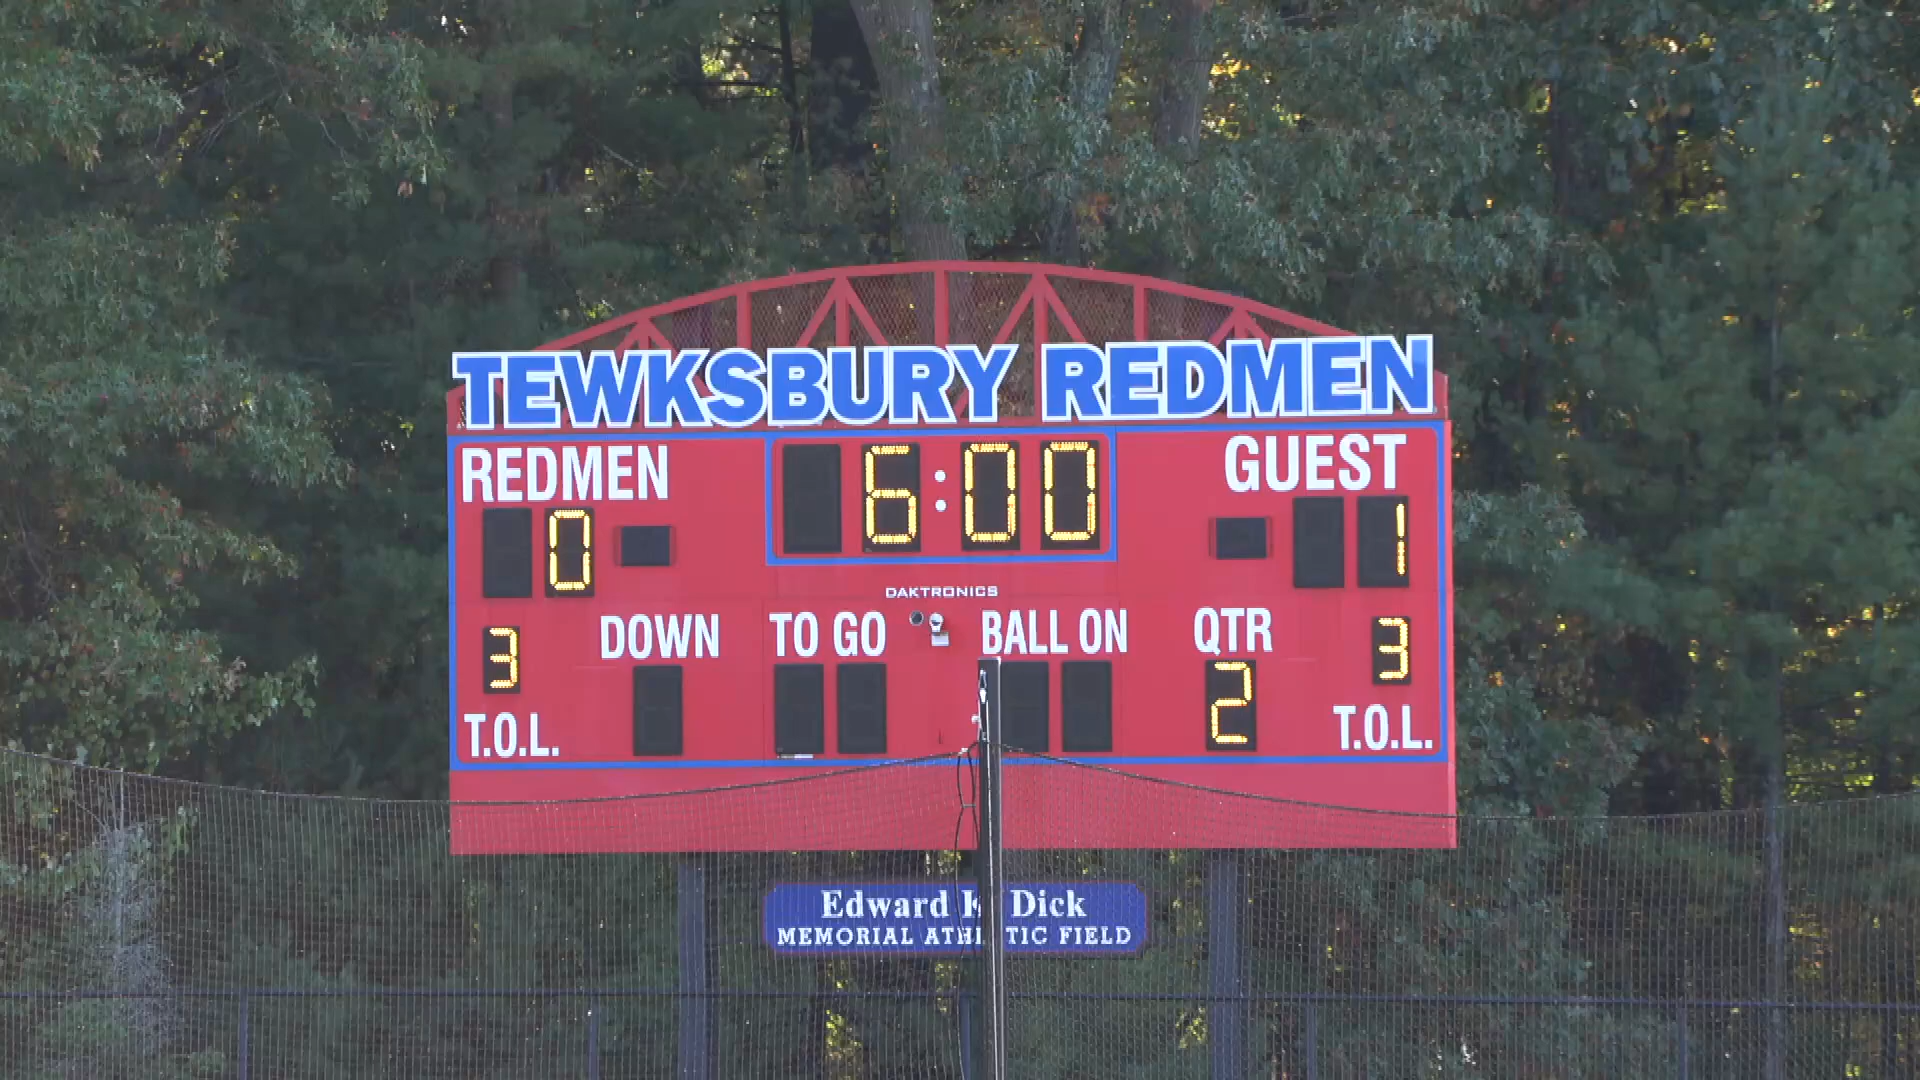 TEWKSBURY REDMEN
REDMEN 6:00 GUEST
0 1
DAKTRONICS
3 DOWN TO GO BALL ON QTR 3
2
T.O.L. T.O.L.
Edward Dick
MEMORIAL FIELD